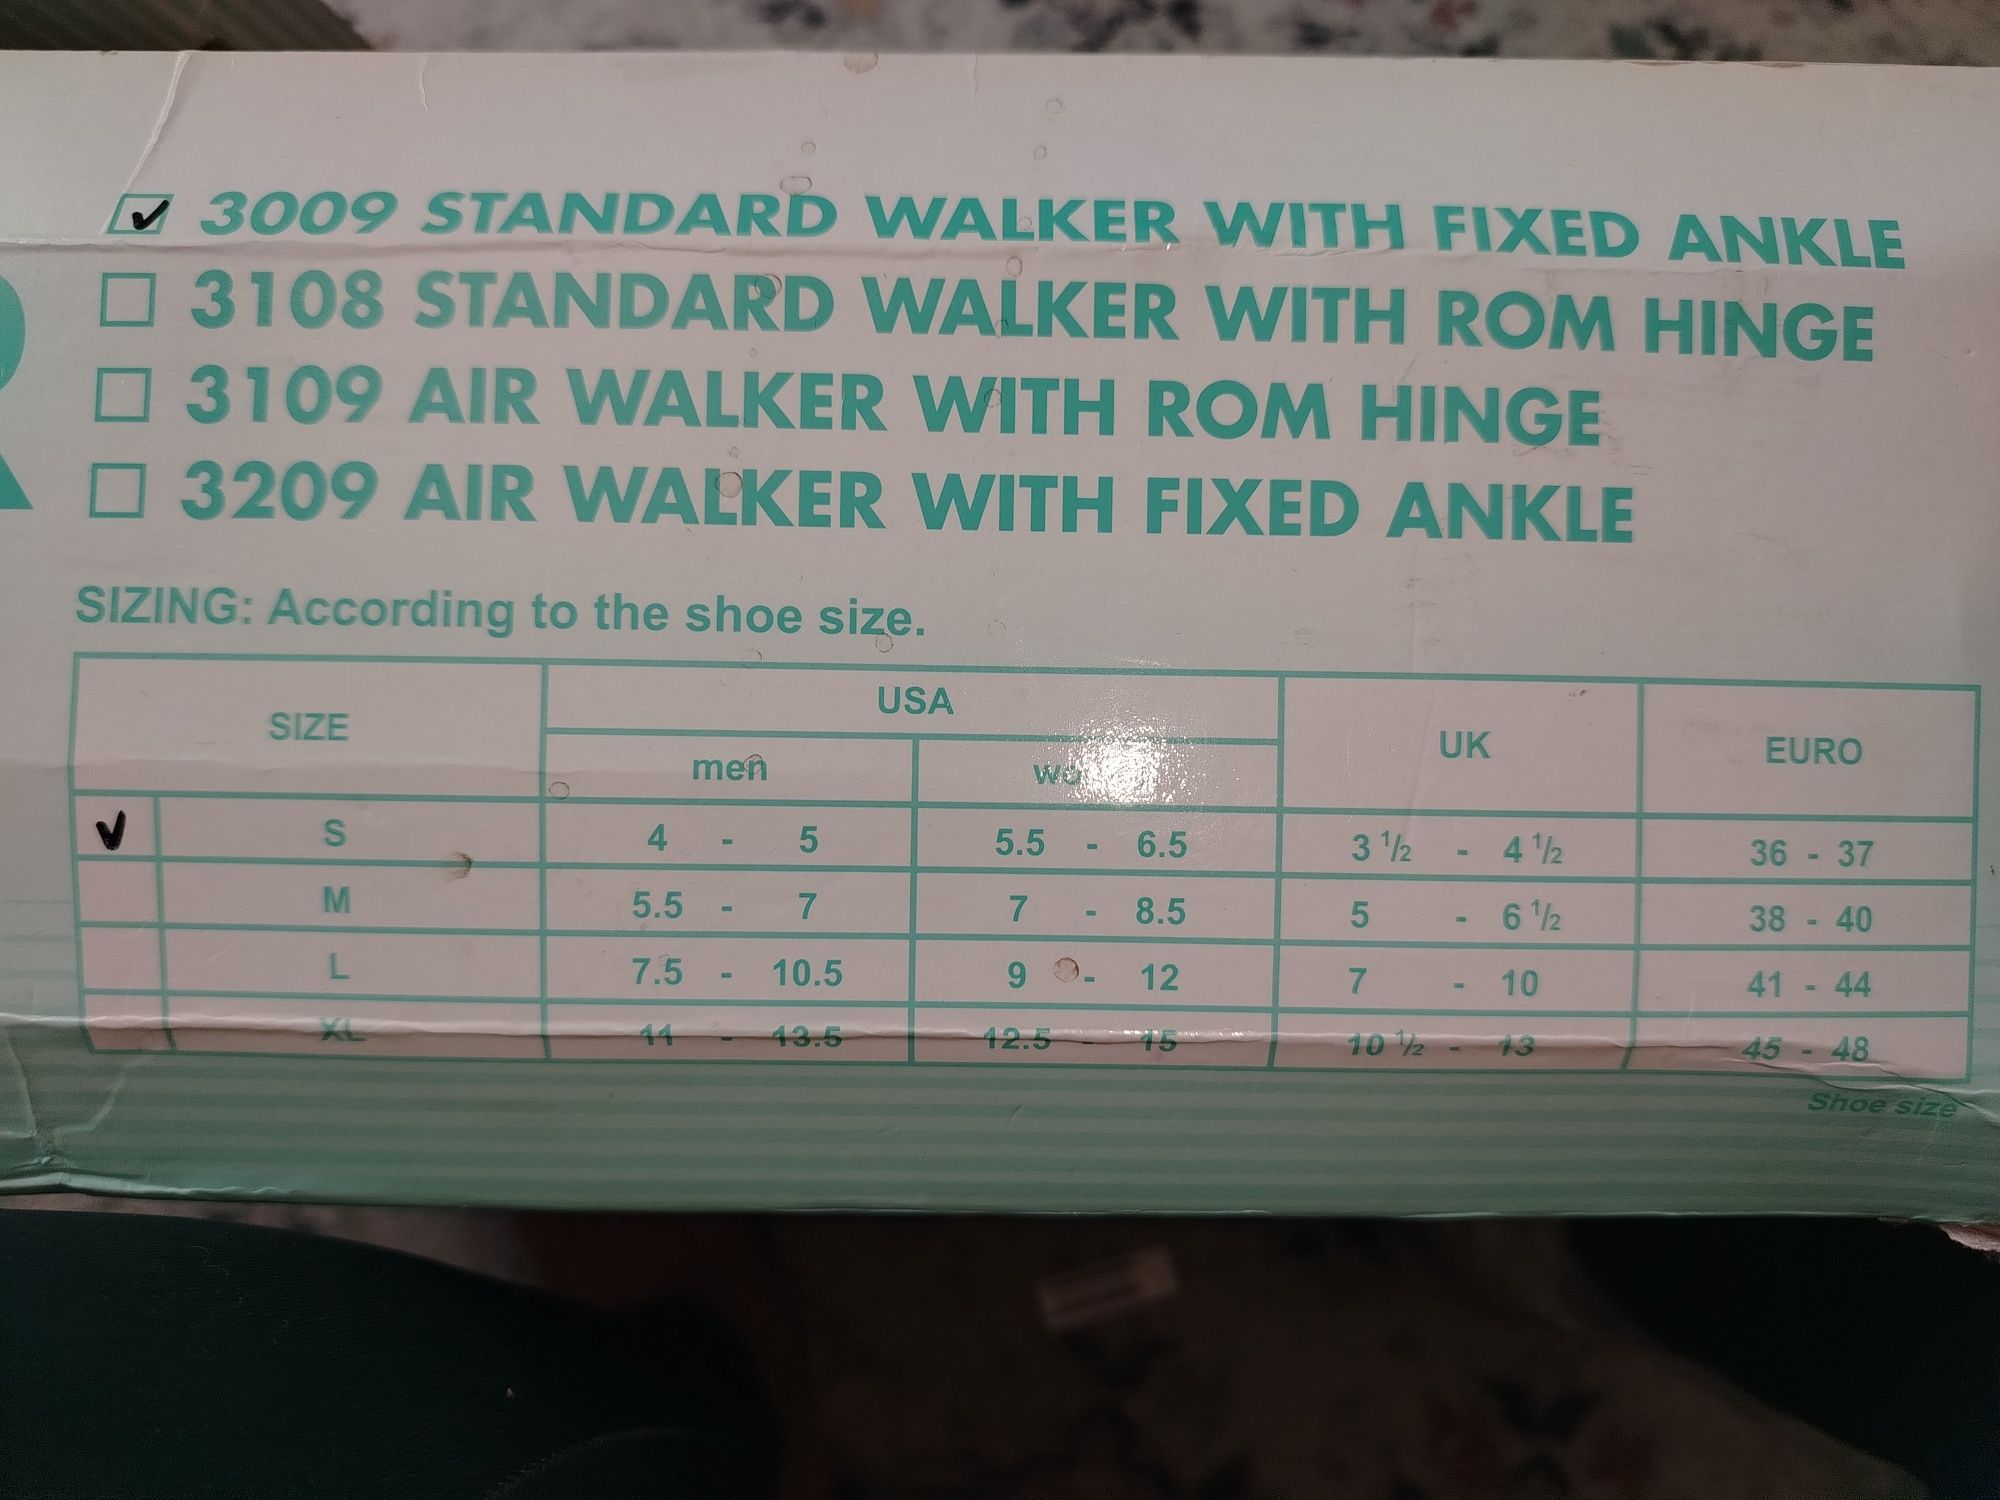 3009 STANDARD WALKER WITH FIXED ANKLE
3108 STANDARD WALKER WITH ROM HINGE
3109 AIR WALKER WITH ROM HINGE
3209 AIR WALKER WITH FIXED ANKLE
SIZING: According to the shoe size.
SIZE USA UK EURO
men
S 4 - 5 5.5 - 6.5 3 1/2 - 4 1/2 36 - 37
M 5.5 - 7 7 - 8.5 5 - 6 1/2 38 - 40
L 7.5 - 10.5 9 - 12 7 - 10 41 - 44
XL 11 - 13.5 12.5 - 15 10 1/2 - 13 45 - 48
Shoe size